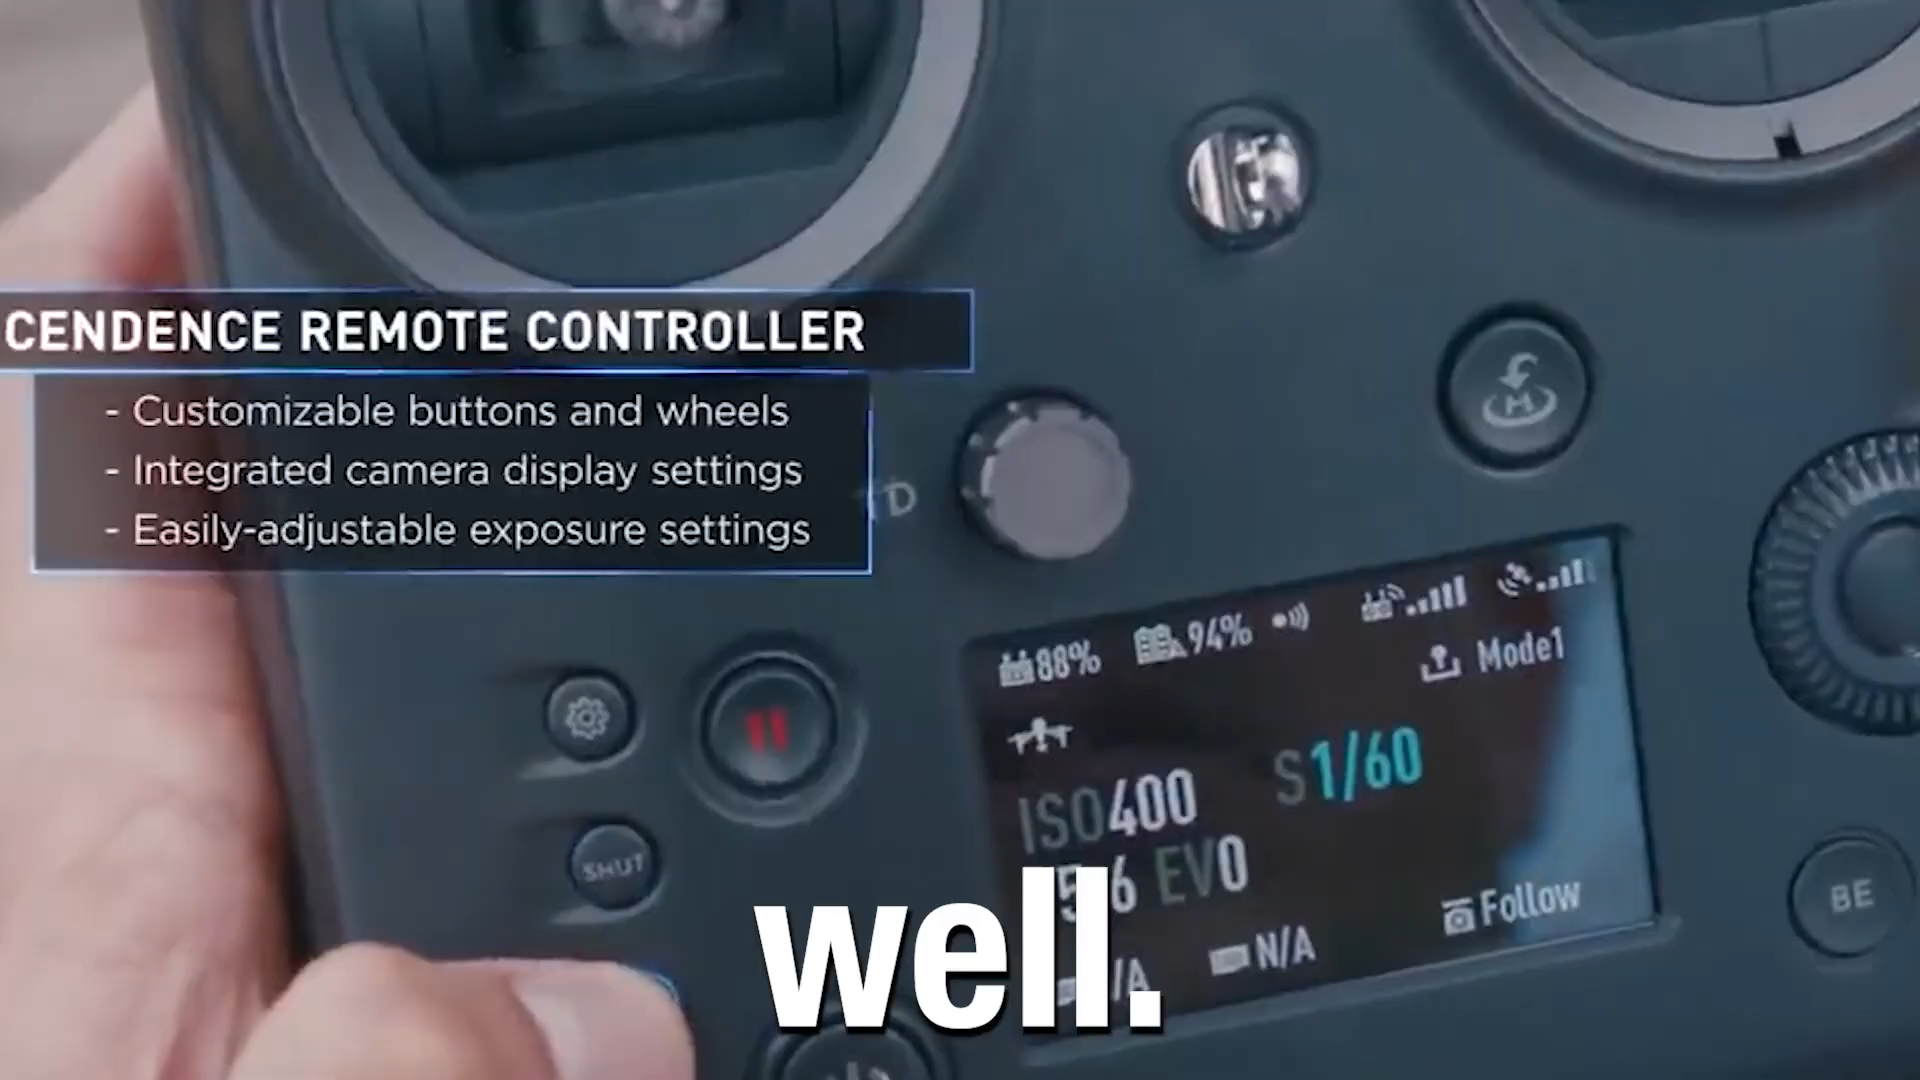 CENDENCE REMOTE CONTROLLER
- Customizable buttons and wheels
- Integrated camera display settings
- Easily-adjustable exposure settings
88% 94%
Mode1
ISO400 S1/60
EV0
SHUT
BE
Follow
N/A
well.